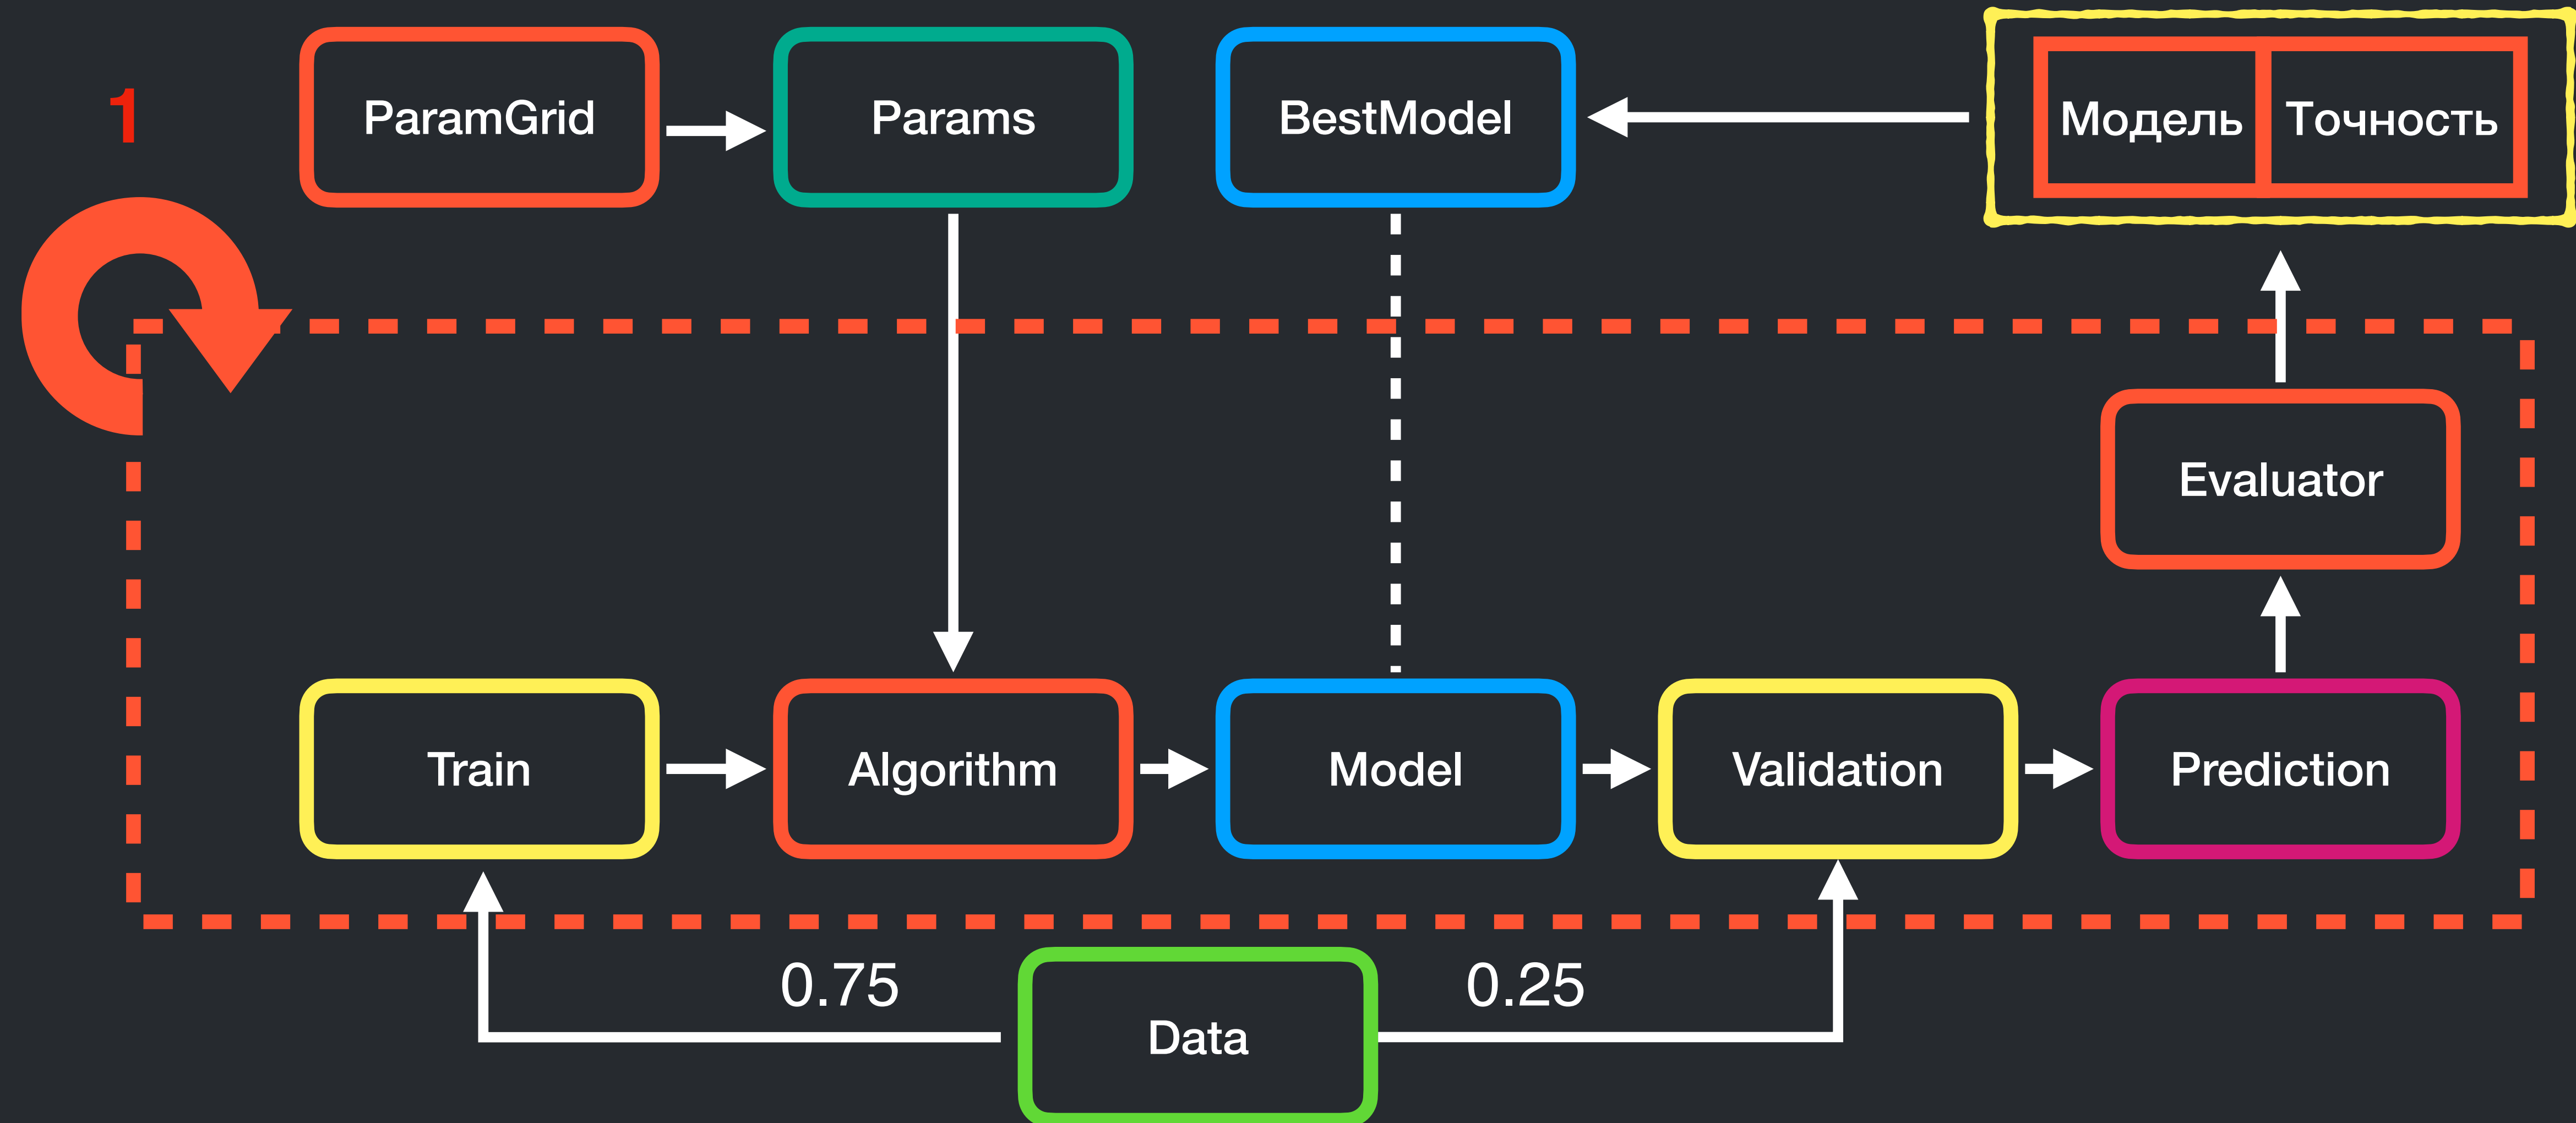 1
ParamGrid
Params
BestModel
Модель
Точность
Evaluator
Train
Algorithm
Model
Validation
Prediction
0.75
0.25
Data